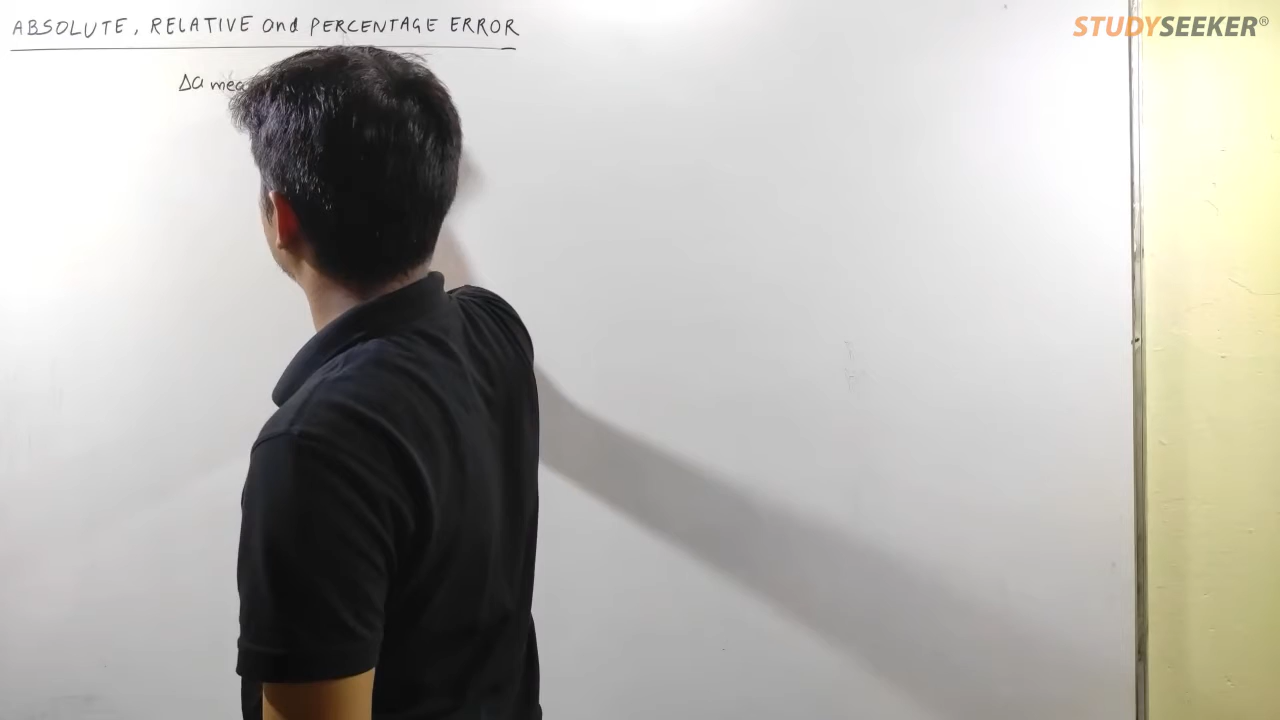 ABSOLUTE, RELATIVE and PERCENTAGE ERROR
STUDYSEEKER®
Δa mea